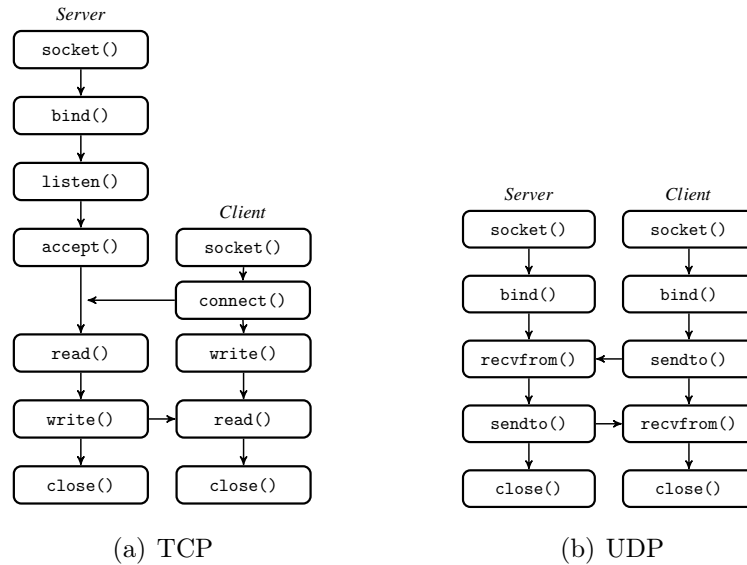 Server
socket()
bind()
listen()
accept()
read()
write()
close()
Client
socket()
connect()
write()
read()
close()
(a) TCP
Server
socket()
bind()
recvfrom()
sendto()
close()
Client
socket()
bind()
sendto()
recvfrom()
close()
(b) UDP